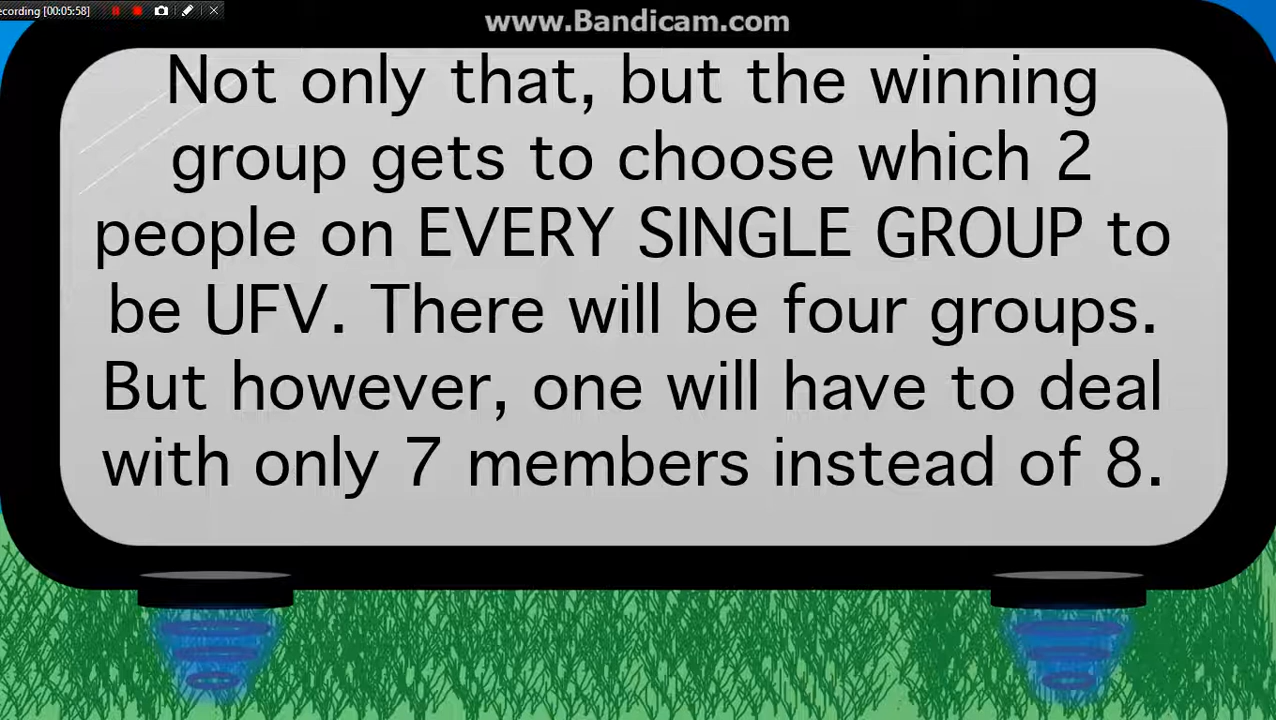 ecording [00:05:58]
www.Bandicam.com
Not only that, but the winning
group gets to choose which 2
people on EVERY SINGLE GROUP to
be UFV. There will be four groups.
But however, one will have to deal
with only 7 members instead of 8.